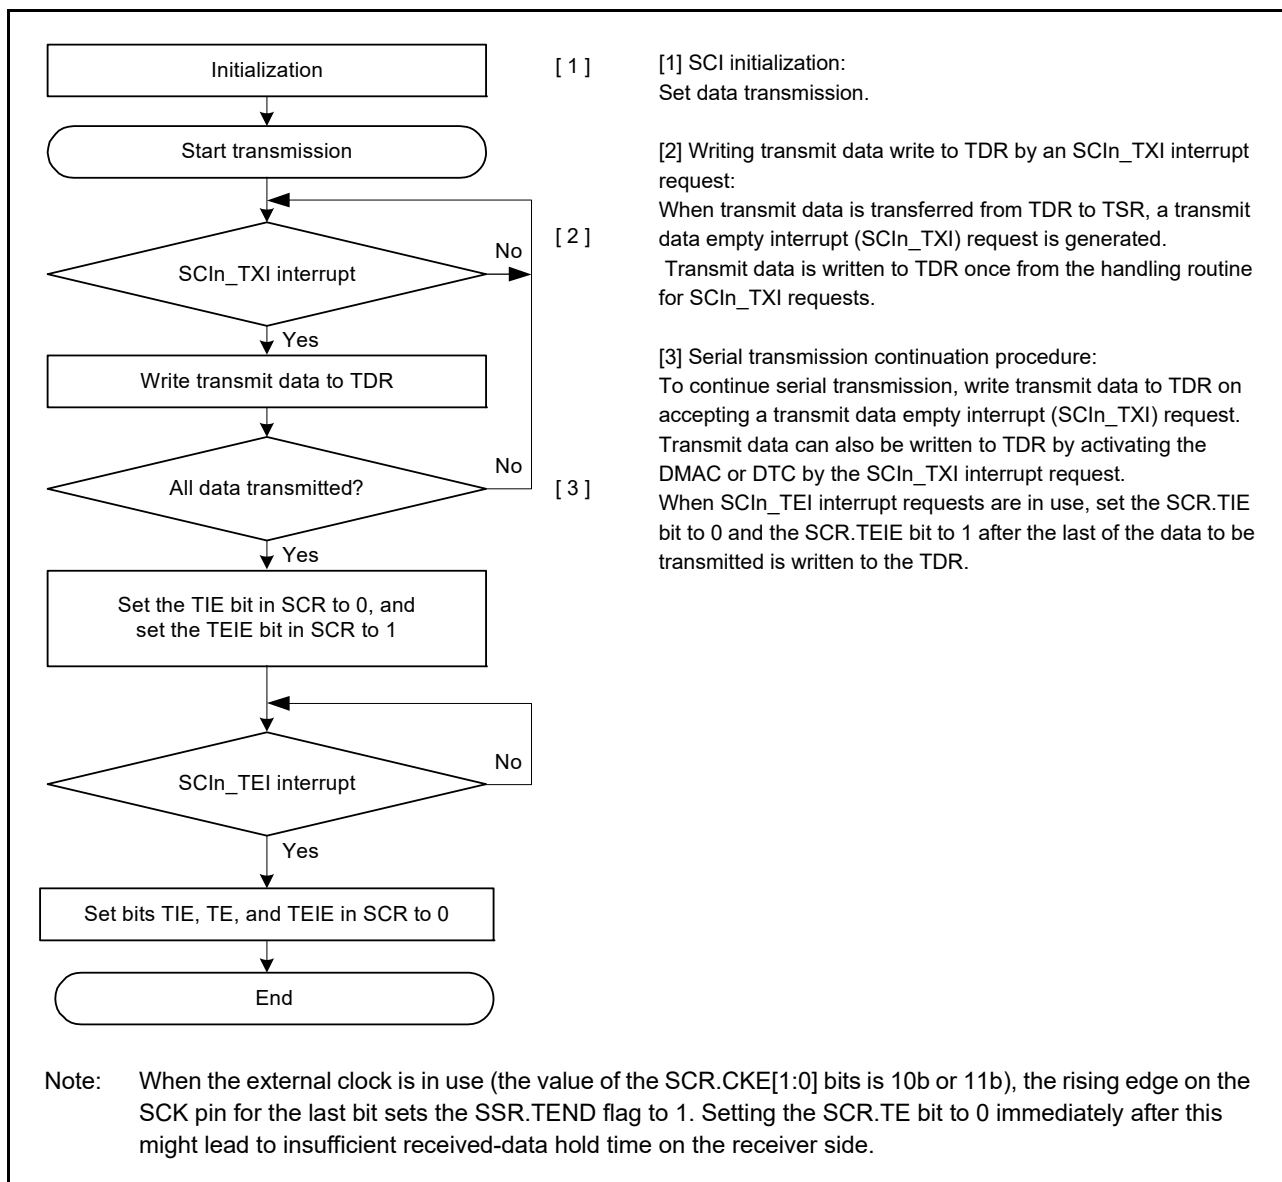 Initialization
[ 1 ]
[1] SCI initialization:
Set data transmission.
Start transmission
[2] Writing transmit data write to TDR by an SCIn_TXI interrupt
request:
When transmit data is transferred from TDR to TSR, a transmit
data empty interrupt (SCIn_TXI) request is generated.
Transmit data is written to TDR once from the handling routine
for SCIn_TXI requests.
[ 2 ]
No
SCIn_TXI interrupt
Yes
Write transmit data to TDR
[3] Serial transmission continuation procedure:
To continue serial transmission, write transmit data to TDR on
accepting a transmit data empty interrupt (SCIn_TXI) request.
Transmit data can also be written to TDR by activating the
DMAC or DTC by the SCIn_TXI interrupt request.
When SCIn_TEI interrupt requests are in use, set the SCR.TIE
bit to 0 and the SCR.TEIE bit to 1 after the last of the data to be
transmitted is written to the TDR.
No
All data transmitted?
[ 3 ]
Yes
Set the TIE bit in SCR to 0, and
set the TEIE bit in SCR to 1
No
SCIn_TEI interrupt
Yes
Set bits TIE, TE, and TEIE in SCR to 0
End
Note: When the external clock is in use (the value of the SCR.CKE[1:0] bits is 10b or 11b), the rising edge on the
SCK pin for the last bit sets the SSR.TEND flag to 1. Setting the SCR.TE bit to 0 immediately after this
might lead to insufficient received-data hold time on the receiver side.